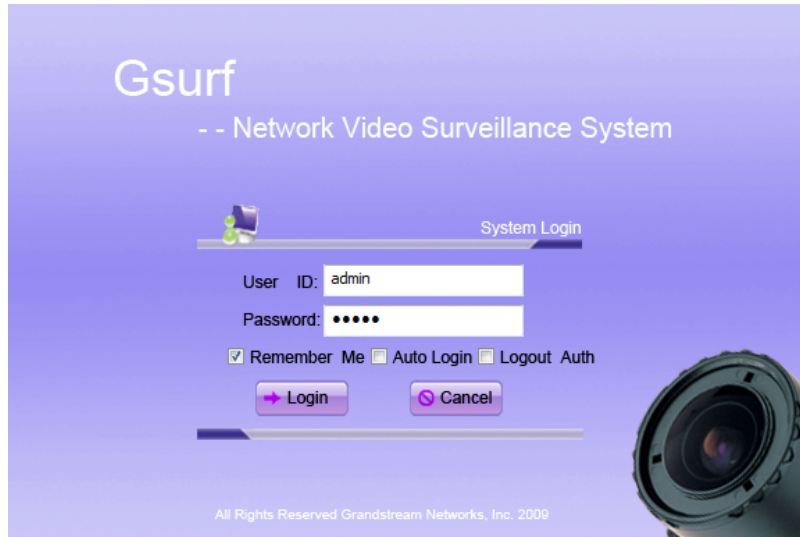 Gsurf
- - Network Video Surveillance System
System Login
User ID: admin
Password: •••••
Remember Me Auto Login Logout Auth
Login Cancel
All Rights Reserved Grandstream Networks, Inc. 2009